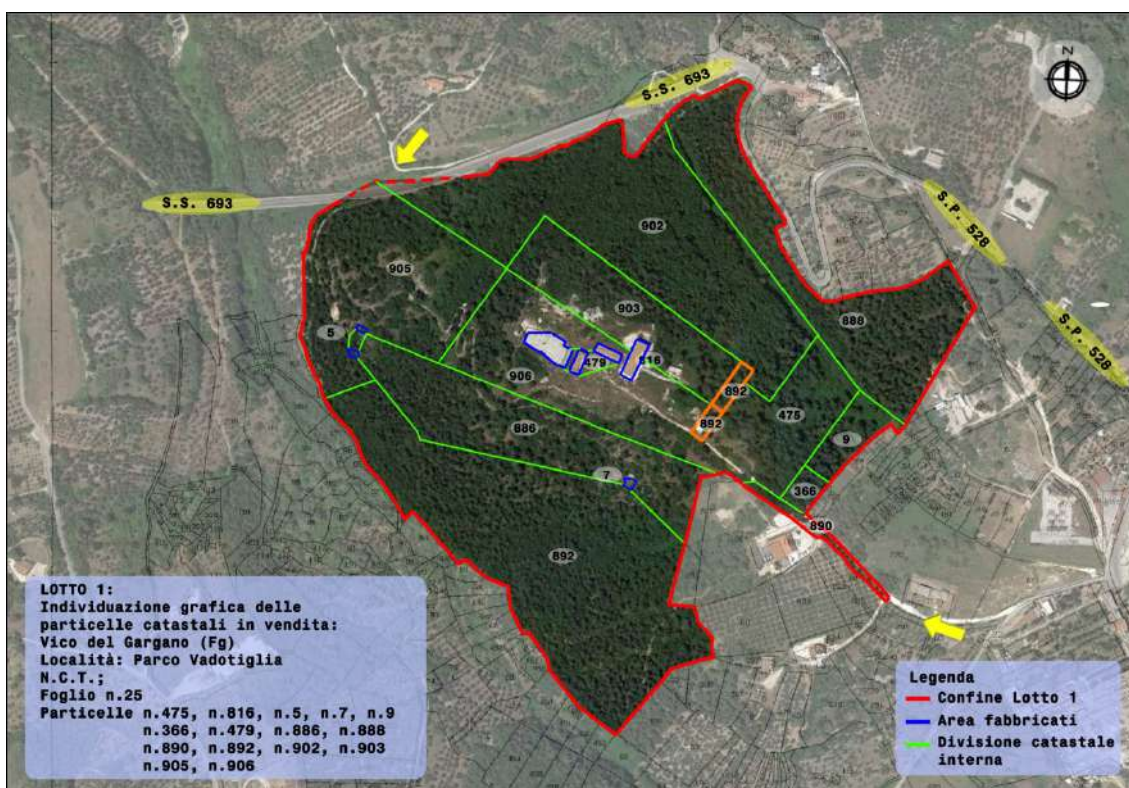 N
S.S. 693
S.S. 693
S.P. 528
S.P. 528
902
905
903
888
5
479
816
906
892
892
475
886
9
7
366
890
892
LOTTO 1:
Individuazione grafica delle
particelle catastali in vendita:
Vico del Gargano (Fg)
Località: Parco Vadotiglia
N.C.T.;
Foglio n.25
Particelle n.475, n.816, n.5, n.7, n.9
n.366, n.479, n.886, n.888
n.890, n.892, n.902, n.903
n.905, n.906
Legenda
Confine Lotto 1
Area fabbricati
Divisione catastale
interna